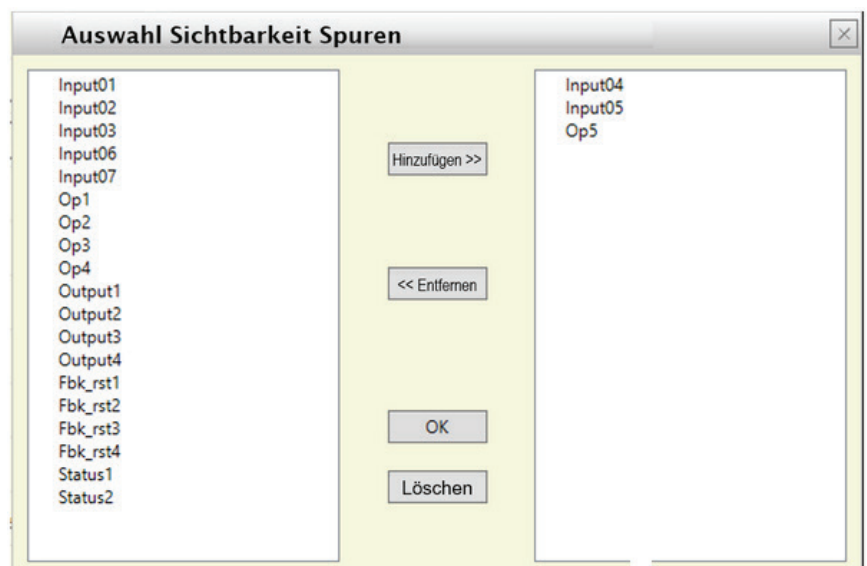 Auswahl Sichtbarkeit Spuren
Input01
Input02
Input03
Input06
Input07
Op1
Op2
Op3
Op4
Output1
Output2
Output3
Output4
Fbk_rst1
Fbk_rst2
Fbk_rst3
Fbk_rst4
Status1
Status2
Hinzufügen >>
<< Entfernen
OK
Löschen
Input04
Input05
Op5